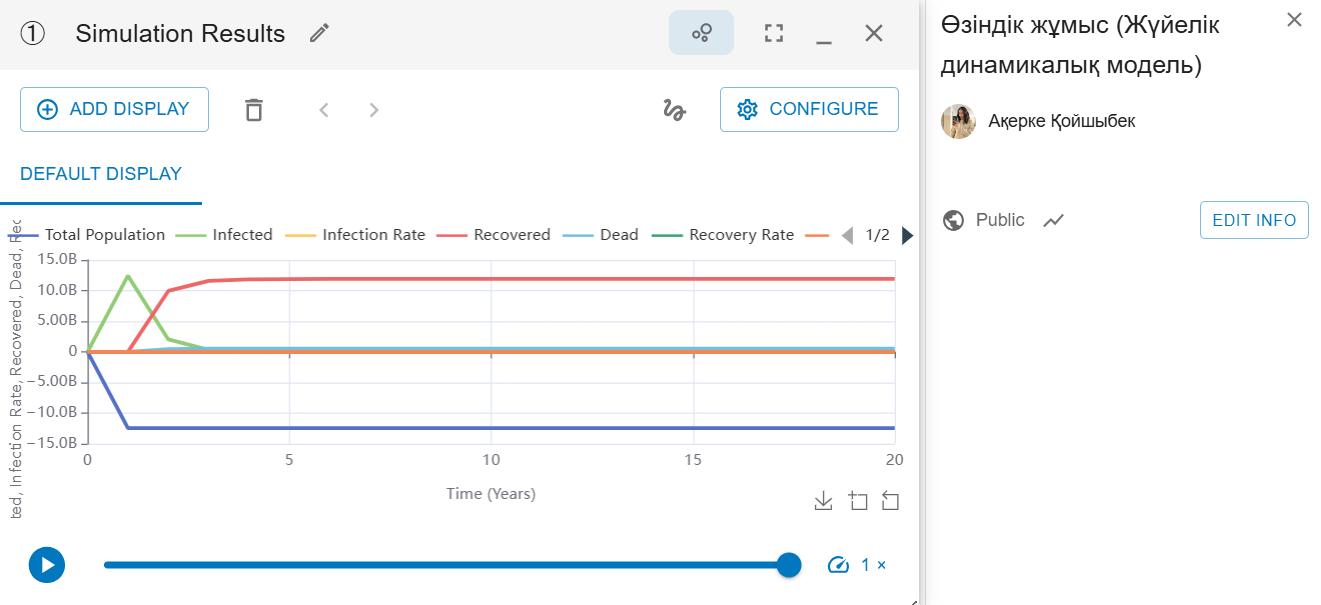 ① Simulation Results
ADD DISPLAY
CONFIGURE
DEFAULT DISPLAY
Total Population Infected Infection Rate Recovered Dead Recovery Rate 1/2
15.0B
10.0B
5.00B
0
−5.00B
−10.0B
−15.0B
ted, Infection Rate, Recovered, Dead, Rec
0 5 10 15 20
Time (Years)
1 ×
Өзіндік жұмыс (Жүйелік
динамикалық модель)
Ақерке Қойшыбек
Public
EDIT INFO